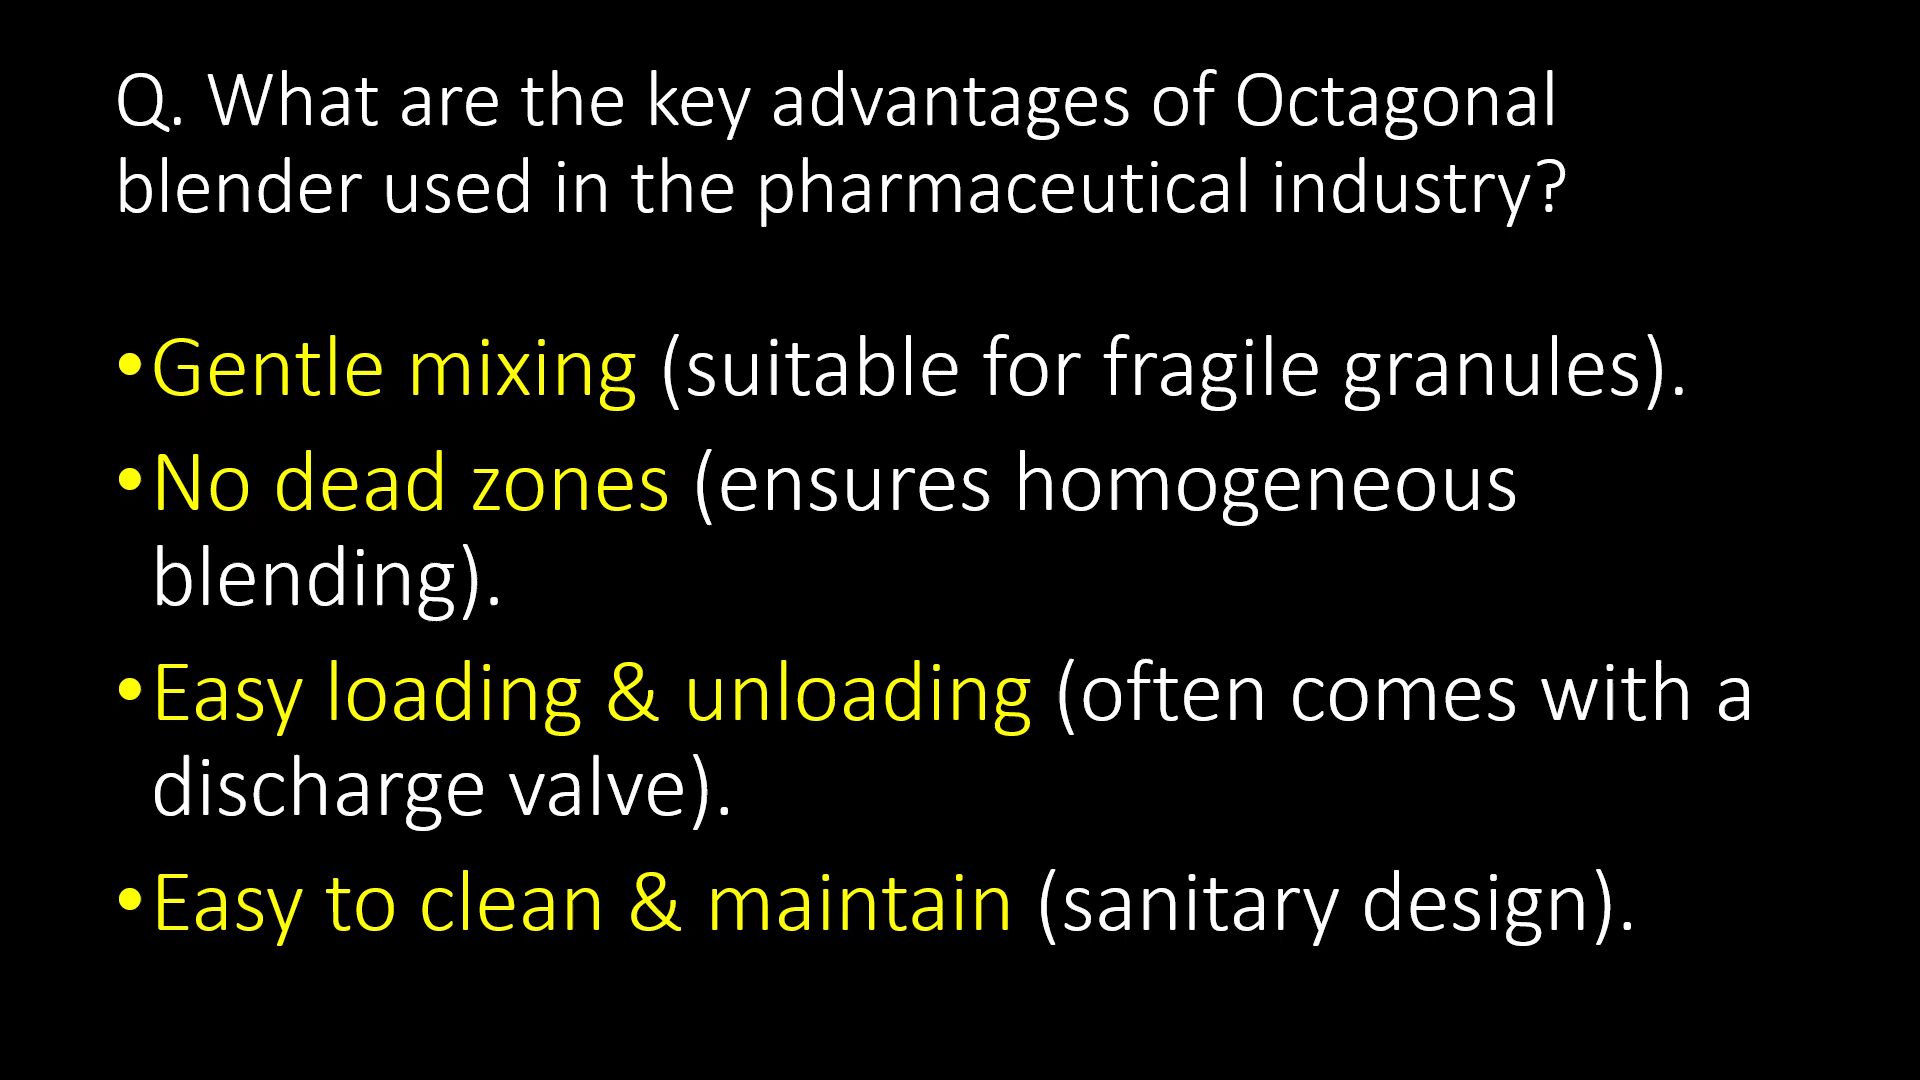 Q. What are the key advantages of Octagonal
blender used in the pharmaceutical industry?
•Gentle mixing (suitable for fragile granules).
•No dead zones (ensures homogeneous
blending).
•Easy loading & unloading (often comes with a
discharge valve).
•Easy to clean & maintain (sanitary design).